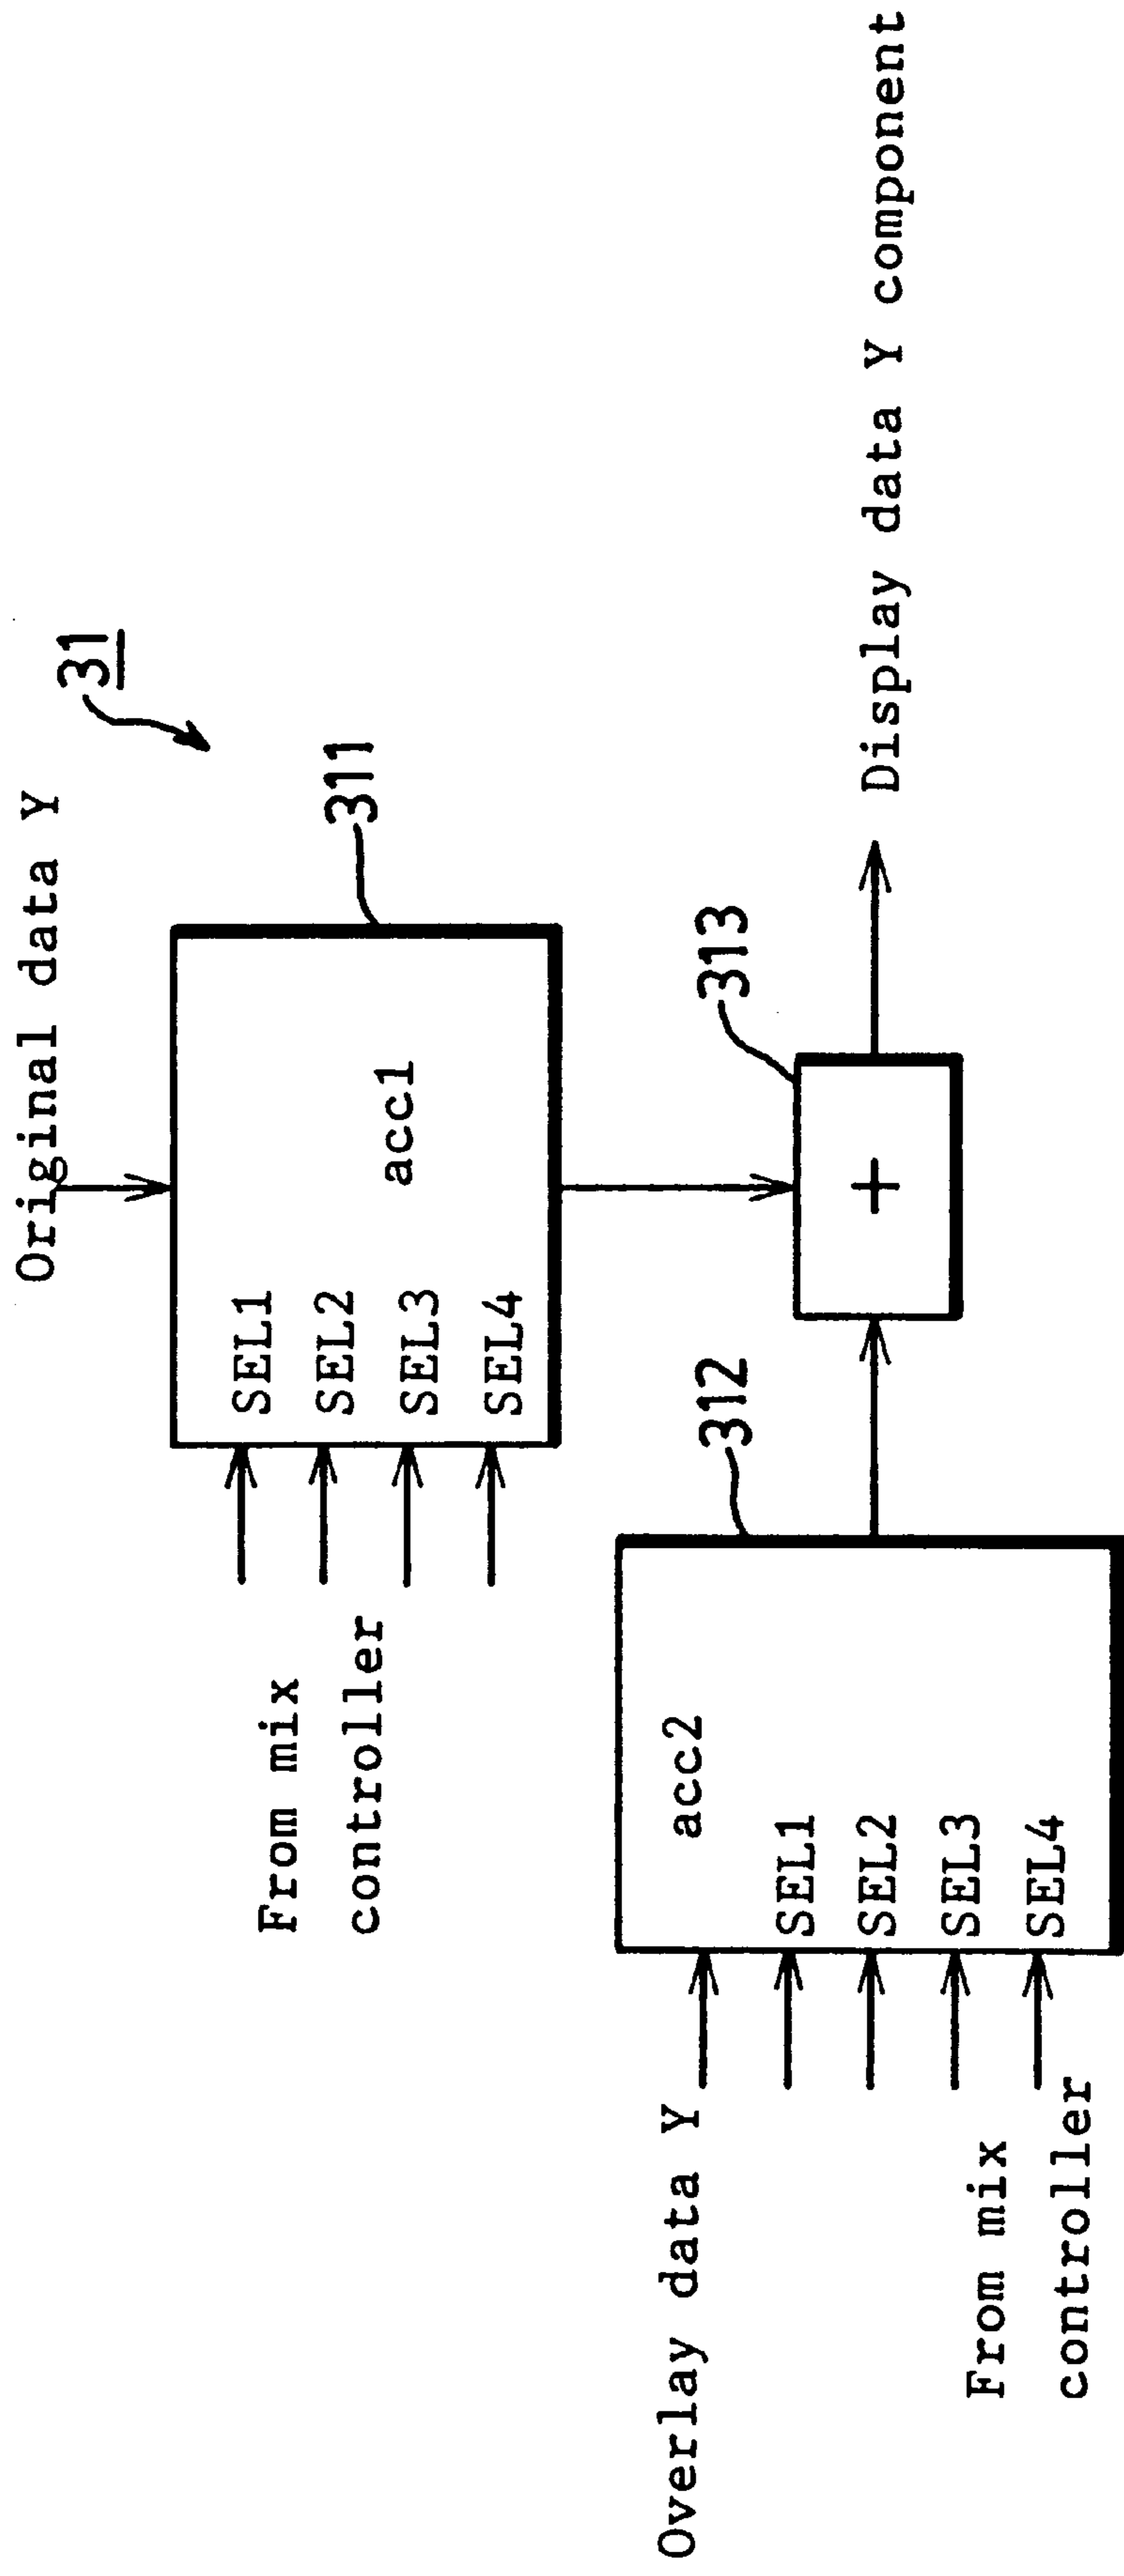 Original data Y
31
311
SEL1
SEL2
SEL3
SEL4
acc1
From mix
controller
313
+
Display data Y component
312
acc2
Overlay data Y
SEL1
SEL2
SEL3
SEL4
From mix
controller